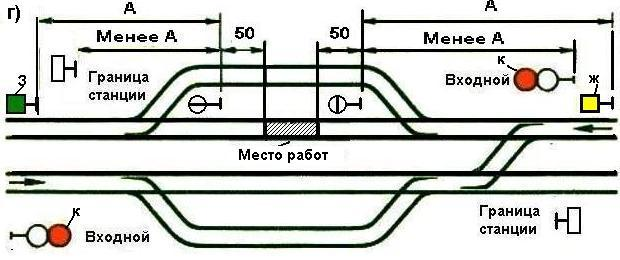 г)
А
50
50
А
Менее А
Менее А
З
Граница
станции
к
Входной
ж
Место работ
к
Входной
Граница
станции